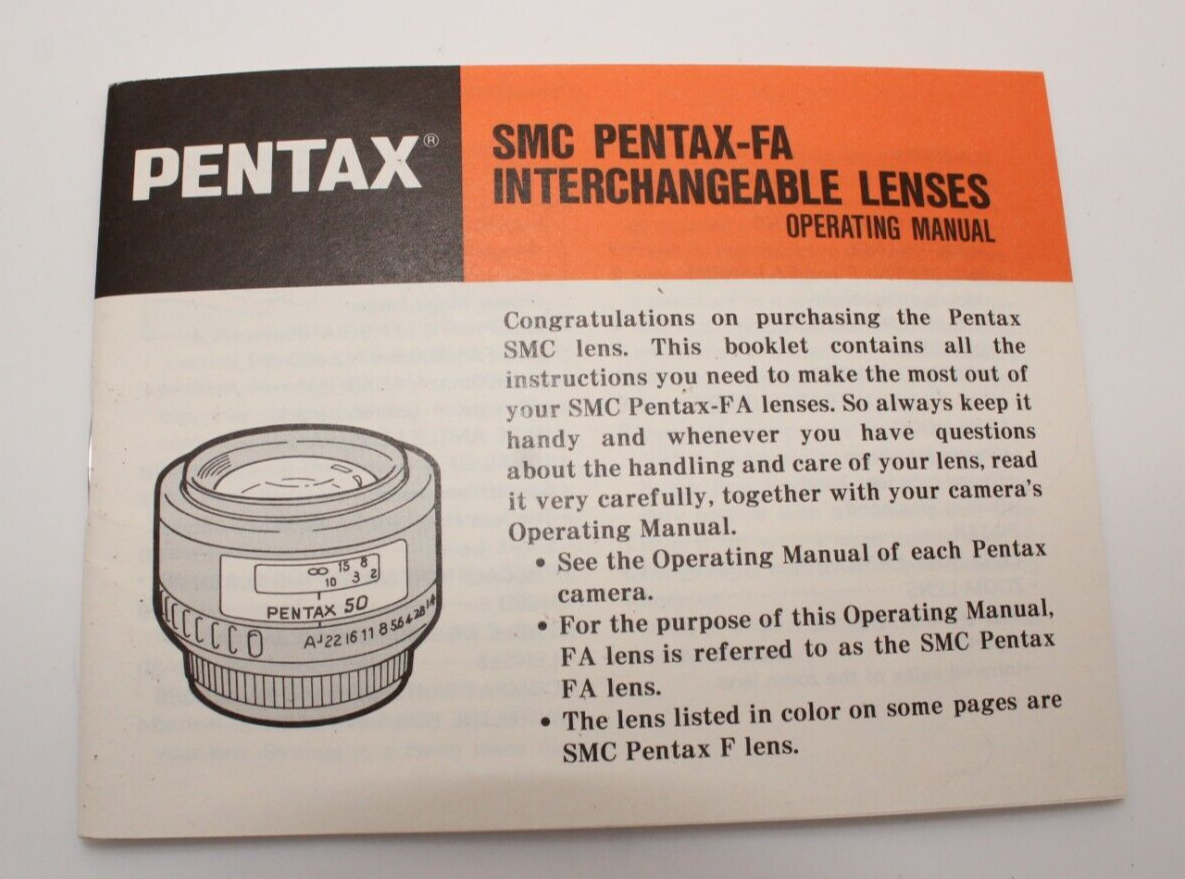 PENTAX®
SMC PENTAX-FA
INTERCHANGEABLE LENSES
OPERATING MANUAL
Congratulations on purchasing the Pentax
SMC lens. This booklet contains all the
instructions you need to make the most out of
your SMC Pentax-FA lenses. So always keep it
handy and whenever you have questions
about the handling and care of your lens, read
it very carefully, together with your camera's
Operating Manual.
• See the Operating Manual of each Pentax
camera.
• For the purpose of this Operating Manual,
FA lens is referred to as the SMC Pentax
FA lens.
• The lens listed in color on some pages are
SMC Pentax F lens.
∞ 15 8
10 3 2
PENTAX 50
A 22 16 11 8 5.6 4 2.8 1.4